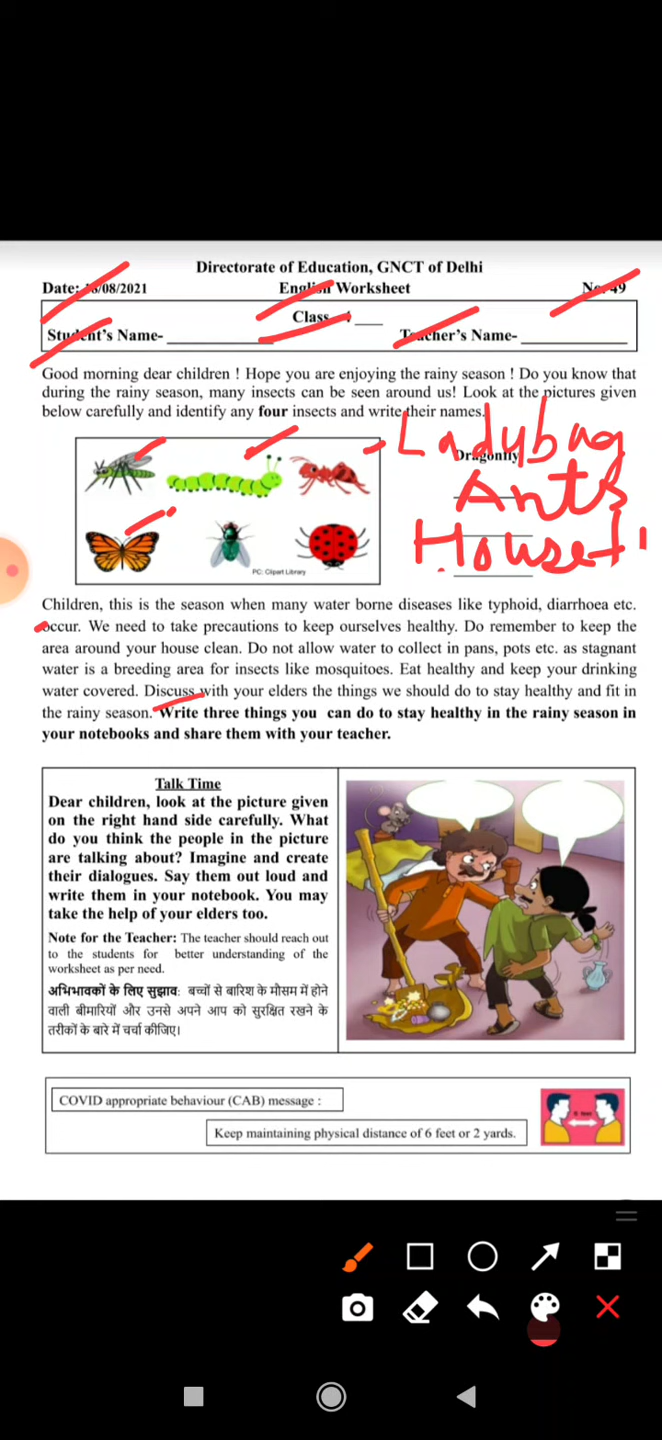 Directorate of Education, GNCT of Delhi
Date: /08/2021 English Worksheet No. 49
Class
Student's Name- Teacher's Name-
Good morning dear children ! Hope you are enjoying the rainy season ! Do you know that
during the rainy season, many insects can be seen around us! Look at the pictures given
below carefully and identify any four insects and write their names.
Ladybug
Dragonfly
Ants
Housef
PC: Clipart Library
Children, this is the season when many water borne diseases like typhoid, diarrhoea etc.
occur. We need to take precautions to keep ourselves healthy. Do remember to keep the
area around your house clean. Do not allow water to collect in pans, pots etc. as stagnant
water is a breeding area for insects like mosquitoes. Eat healthy and keep your drinking
water covered. Discuss with your elders the things we should do to stay healthy and fit in
the rainy season. Write three things you can do to stay healthy in the rainy season in
your notebooks and share them with your teacher.
Talk Time
Dear children, look at the picture given
on the right hand side carefully. What
do you think the people in the picture
are talking about? Imagine and create
their dialogues. Say them out loud and
write them in your notebook. You may
take the help of your elders too.
Note for the Teacher: The teacher should reach out
to the students for better understanding of the
worksheet as per need.
अभिभावकों के लिए सुझाव: बच्चों से बारिश के मौसम में होने
वाली बीमारियों और उनसे अपने आप को सुरक्षित रखने के
तरीकों के बारे में चर्चा कीजिए।
COVID appropriate behaviour (CAB) message :
Keep maintaining physical distance of 6 feet or 2 yards.